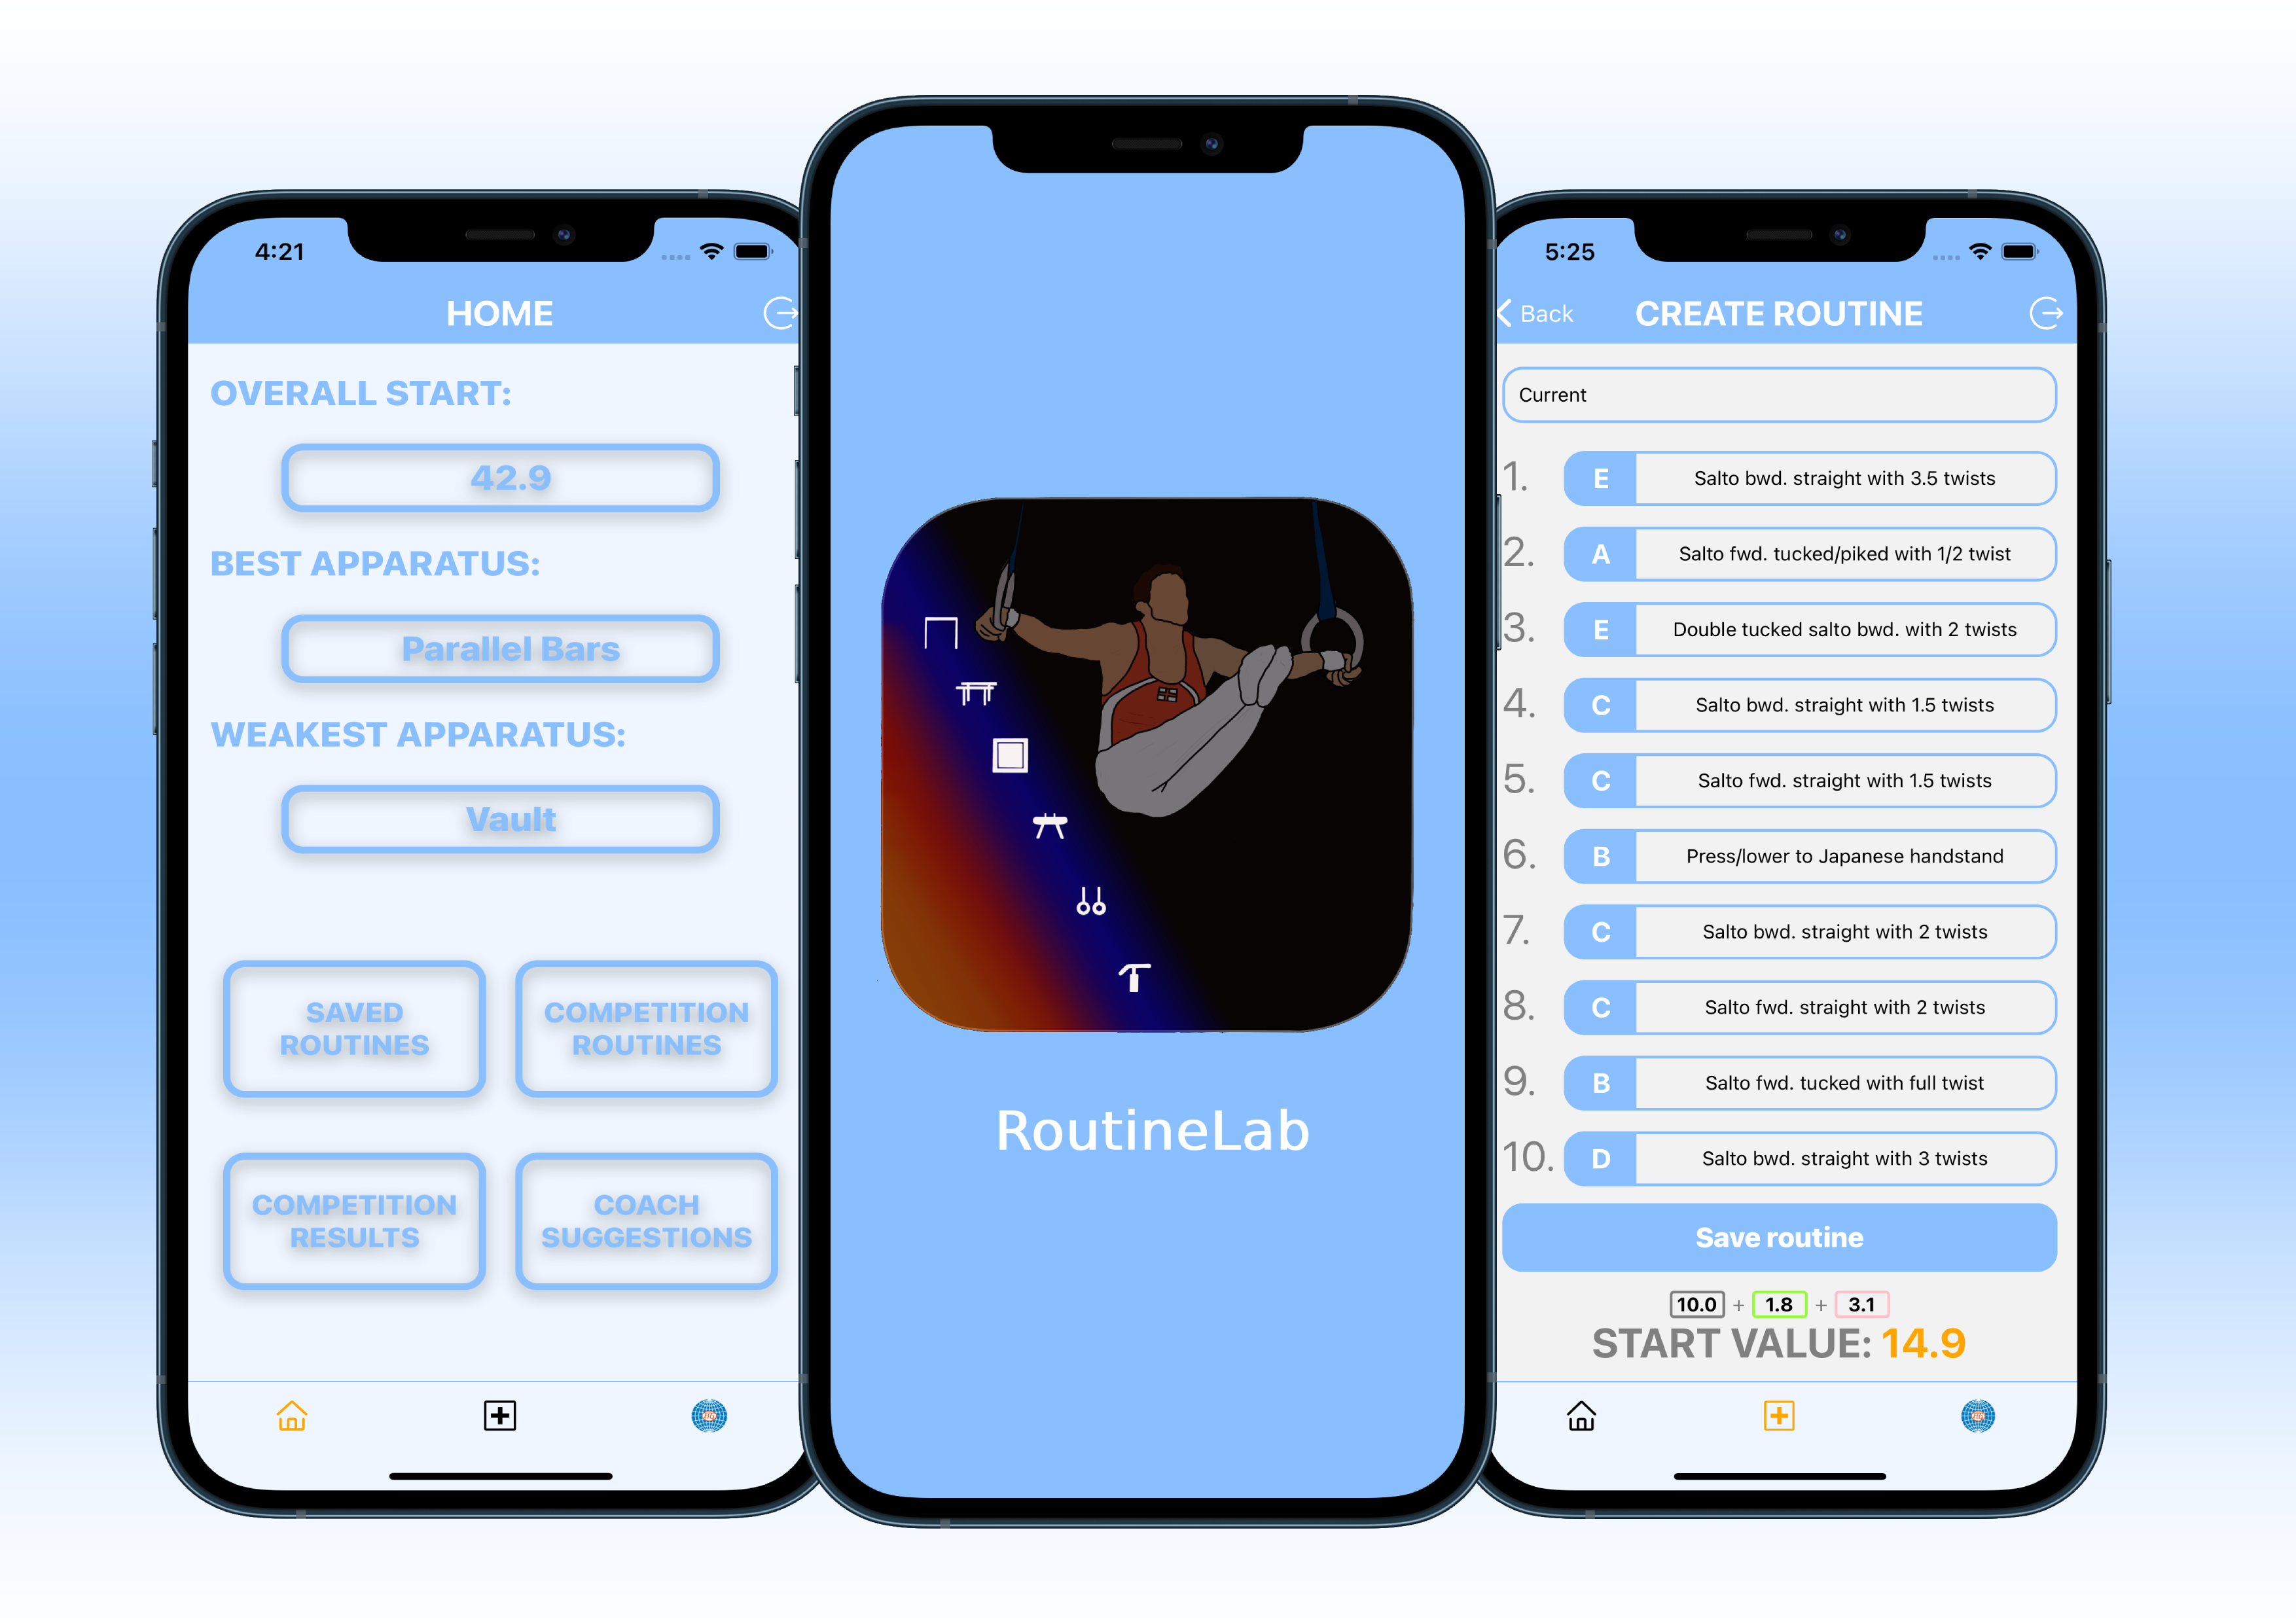 4:21
HOME
OVERALL START:
42.9
BEST APPARATUS:
Parallel Bars
WEAKEST APPARATUS:
Vault
SAVED
ROUTINES
COMPETITION
ROUTINES
COMPETITION
RESULTS
COACH
SUGGESTIONS
RoutineLab
5:25
Back
CREATE ROUTINE
Current
1. E Salto bwd. straight with 3.5 twists
2. A Salto fwd. tucked/piked with 1/2 twist
3. E Double tucked salto bwd. with 2 twists
4. C Salto bwd. straight with 1.5 twists
5. C Salto fwd. straight with 1.5 twists
6. B Press/lower to Japanese handstand
7. C Salto bwd. straight with 2 twists
8. C Salto fwd. straight with 2 twists
9. B Salto fwd. tucked with full twist
10. D Salto bwd. straight with 3 twists
Save routine
10.0 + 1.8 + 3.1
START VALUE: 14.9